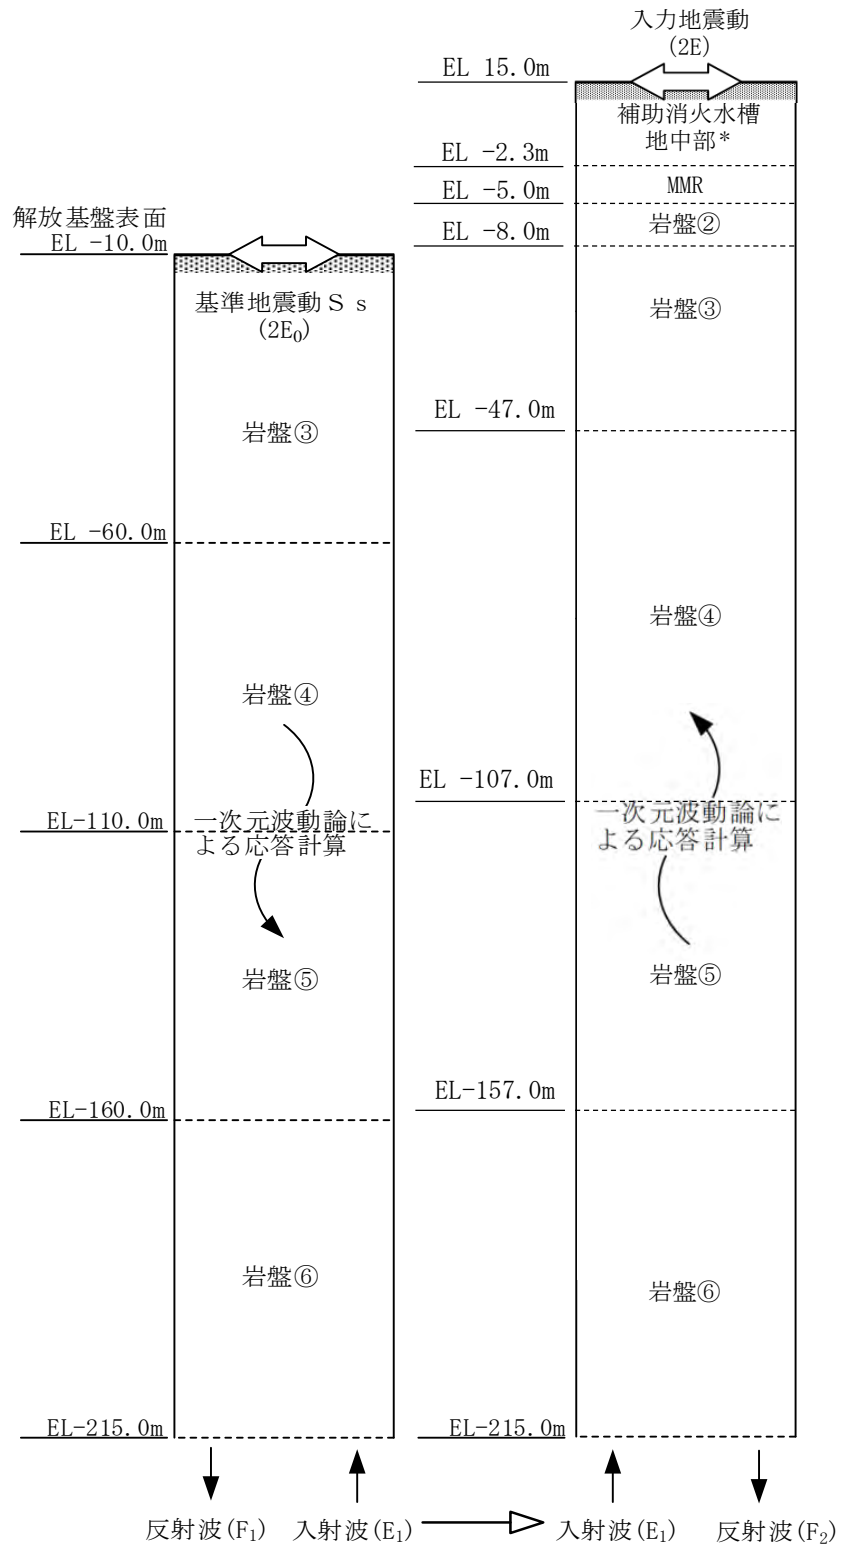 解放基盤表面
EL -10.0m
基準地震動Ｓｓ
(2E₀)
岩盤③
EL -60.0m
岩盤④
EL-110.0m
一次元波動論に
よる応答計算
岩盤⑤
EL-160.0m
岩盤⑥
EL-215.0m
反射波(F₁)
入射波(E₁)
入力地震動
(2E)
EL 15.0m
補助消火水槽
地中部*
EL -2.3m
MMR
EL -5.0m
岩盤②
EL -8.0m
岩盤③
EL -47.0m
岩盤④
EL -107.0m
一次元波動論に
よる応答計算
岩盤⑤
EL-157.0m
岩盤⑥
EL-215.0m
入射波(E₁)
反射波(F₂)